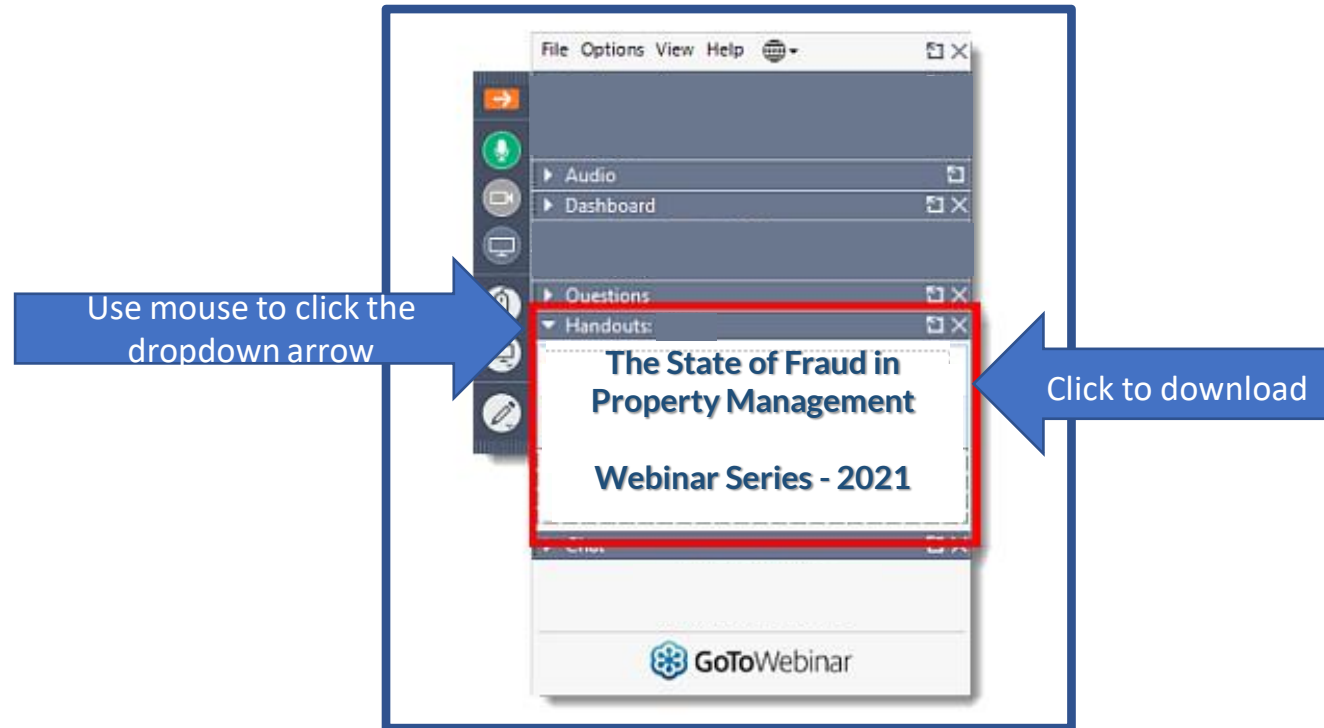 File Options View Help
Audio
Dashboard
Questions
Use mouse to click the
dropdown arrow
Handouts:
The State of Fraud in
Property Management
Webinar Series - 2021
Click to download
Chat
GoToWebinar